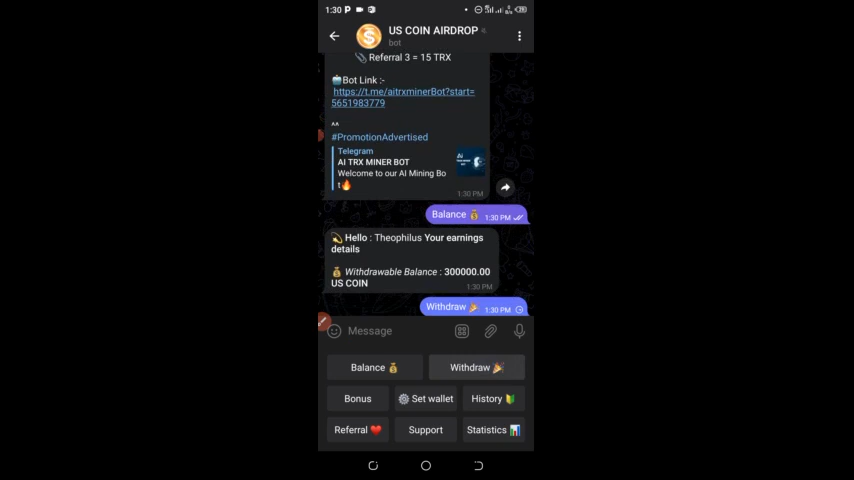 1:30 P
US COIN AIRDROP
bot
📎 Referral 3 = 15 TRX
🤖Bot Link :-
https://t.me/aitrxminerBot?start=
5651983779
^^
#PromotionAdvertised
Telegram
AI TRX MINER BOT
Welcome to our AI Mining Bo
t🔥
1:30 PM
Balance 💰 1:30 PM
💫 Hello : Theophilus Your earnings
details
💰 Withdrawable Balance : 300000.00
US COIN
1:30 PM
Withdraw 🎉 1:30 PM
Message
Balance 💰
Withdraw 🎉
Bonus
⚙️ Set wallet
History 🔰
Referral ❤️
Support
Statistics 📊